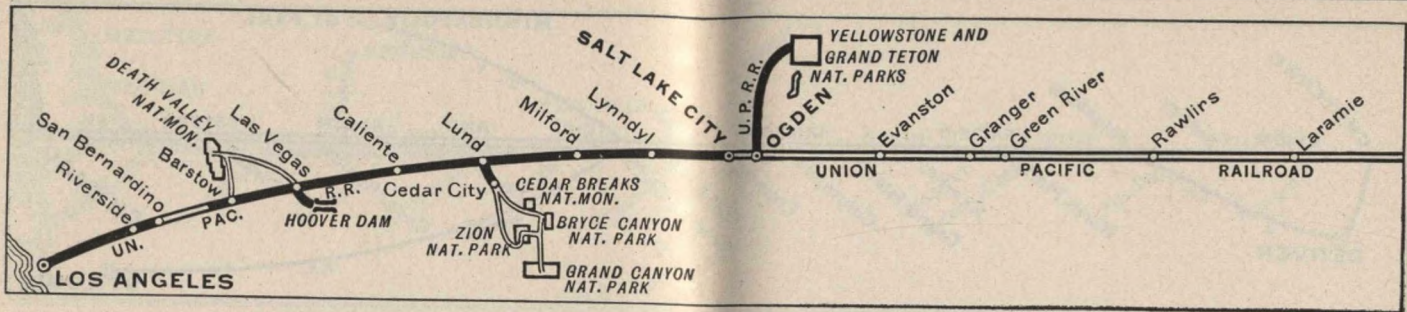 YELLOWSTONE AND
GRAND TETON
NAT. PARKS
SALT LAKE CITY
U. P. R. R.
OGDEN
DEATH VALLEY
NAT. MON.
San Bernardino
Riverside
Barstow
Las Vegas
Caliente
Lund
Milford
Lynndyl
Evanston
Granger
Green River
Rawlirs
Laramie
UNION PACIFIC RAILROAD
UN. PAC. R.R.
HOOVER DAM
Cedar City
CEDAR BREAKS
NAT. MON.
BRYCE CANYON
NAT. PARK
ZION
NAT. PARK
GRAND CANYON
NAT. PARK
LOS ANGELES